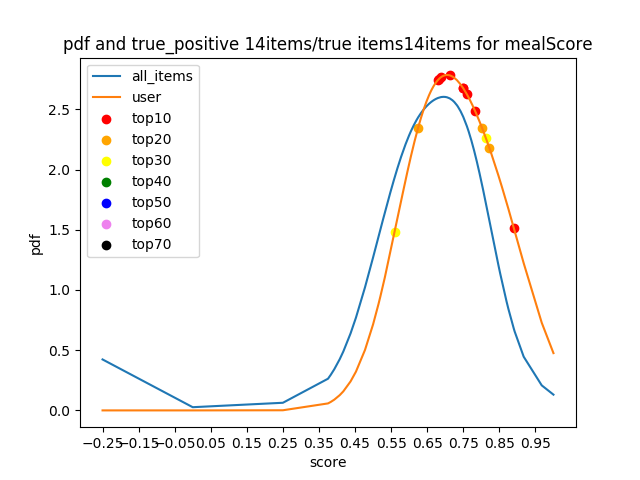 pdf and true_positive 14items/true items14items for mealScore
all_items
user
top10
top20
top30
top40
top50
top60
top70
pdf
2.5
2.0
1.5
1.0
0.5
0.0
−0.25 −0.15 −0.05 0.05 0.15 0.25 0.35 0.45 0.55 0.65 0.75 0.85 0.95
score